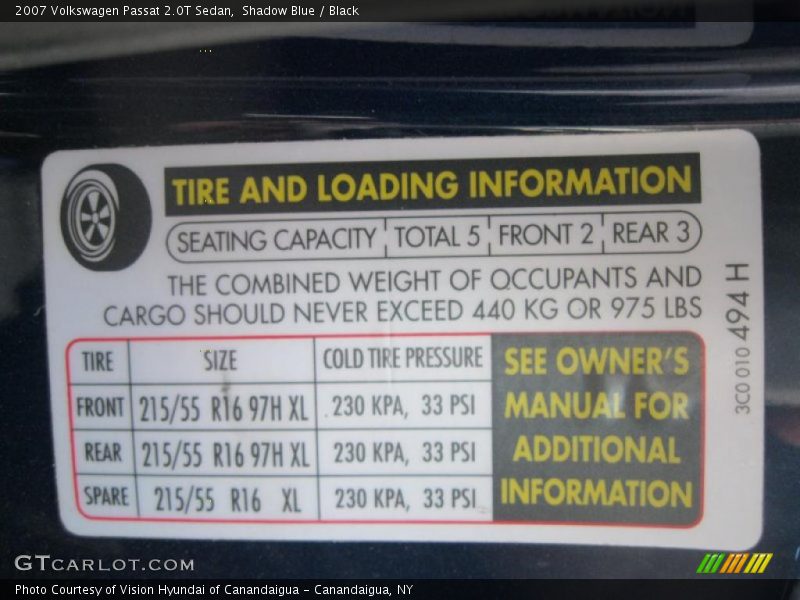 2007 Volkswagen Passat 2.0T Sedan,  Shadow Blue / Black
TIRE AND LOADING INFORMATION
SEATING CAPACITY TOTAL 5 FRONT 2 REAR 3
THE COMBINED WEIGHT OF OCCUPANTS AND
CARGO SHOULD NEVER EXCEED 440 KG OR 975 LBS
TIRE SIZE COLD TIRE PRESSURE
FRONT 215/55 R16 97H XL 230 KPA, 33 PSI
REAR 215/55 R16 97H XL 230 KPA, 33 PSI
SPARE 215/55 R16 XL 230 KPA, 33 PSI
SEE OWNER'S
MANUAL FOR
ADDITIONAL
INFORMATION
3C0 010 494 H
GTCARLOT.COM
Photo Courtesy of Vision Hyundai of Canandaigua – Canandaigua, NY